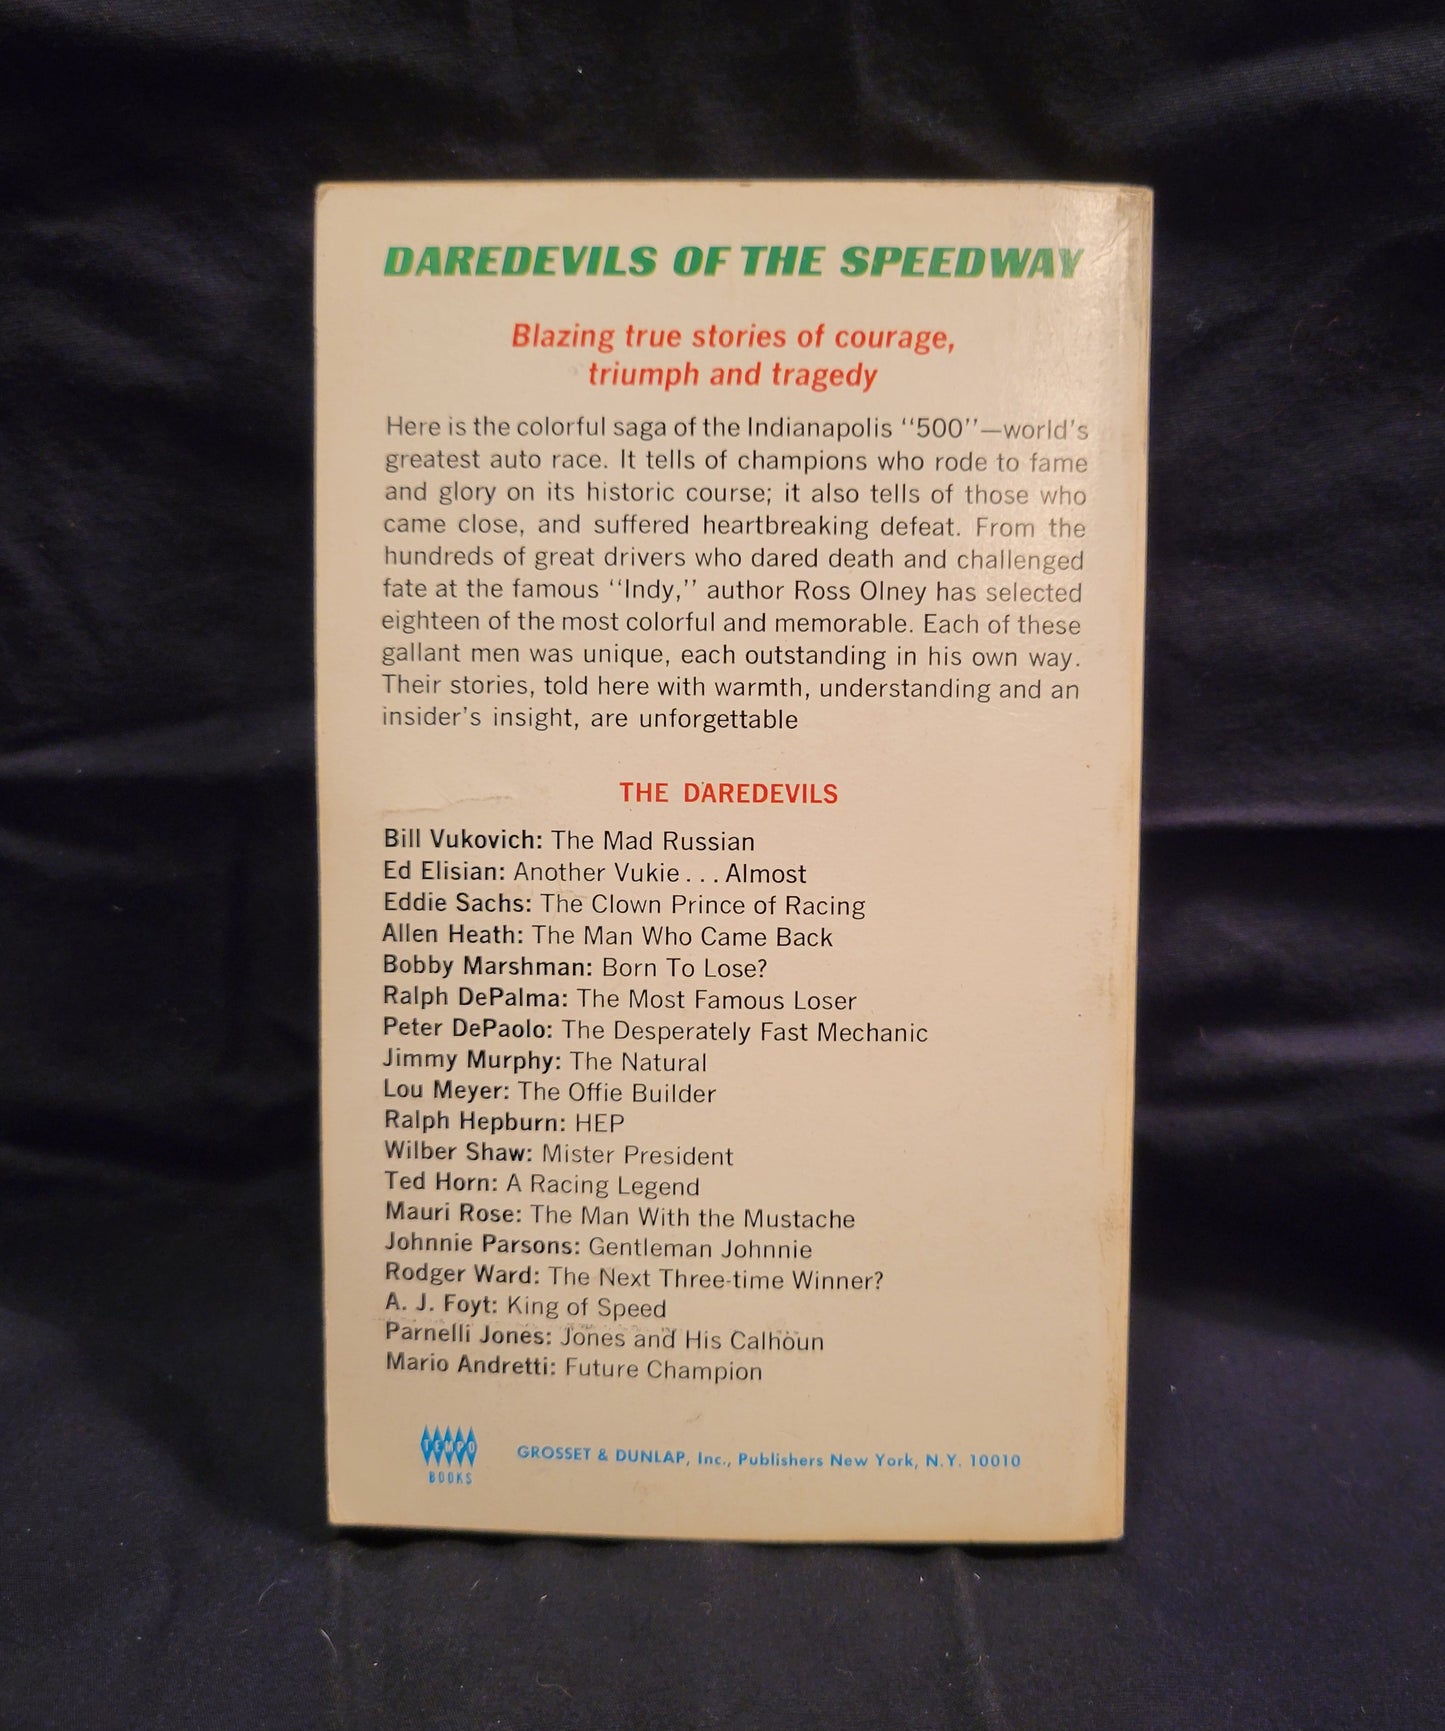 DAREDEVILS OF THE SPEEDWAY
Blazing true stories of courage,
triumph and tragedy
Here is the colorful saga of the Indianapolis "500"—world's
greatest auto race. It tells of champions who rode to fame
and glory on its historic course; it also tells of those who
came close, and suffered heartbreaking defeat. From the
hundreds of great drivers who dared death and challenged
fate at the famous "Indy," author Ross Olney has selected
eighteen of the most colorful and memorable. Each of these
gallant men was unique, each outstanding in his own way.
Their stories, told here with warmth, understanding and an
insider's insight, are unforgettable
THE DAREDEVILS
Bill Vukovich: The Mad Russian
Ed Elisian: Another Vukie . . . Almost
Eddie Sachs: The Clown Prince of Racing
Allen Heath: The Man Who Came Back
Bobby Marshman: Born To Lose?
Ralph DePalma: The Most Famous Loser
Peter DePaolo: The Desperately Fast Mechanic
Jimmy Murphy: The Natural
Lou Meyer: The Offie Builder
Ralph Hepburn: HEP
Wilber Shaw: Mister President
Ted Horn: A Racing Legend
Mauri Rose: The Man With the Mustache
Johnnie Parsons: Gentleman Johnnie
Rodger Ward: The Next Three-time Winner?
A. J. Foyt: King of Speed
Parnelli Jones: Jones and His Calhoun
Mario Andretti: Future Champion
TEMPO
BOOKS
GROSSET & DUNLAP, Inc., Publishers New York, N.Y. 10010